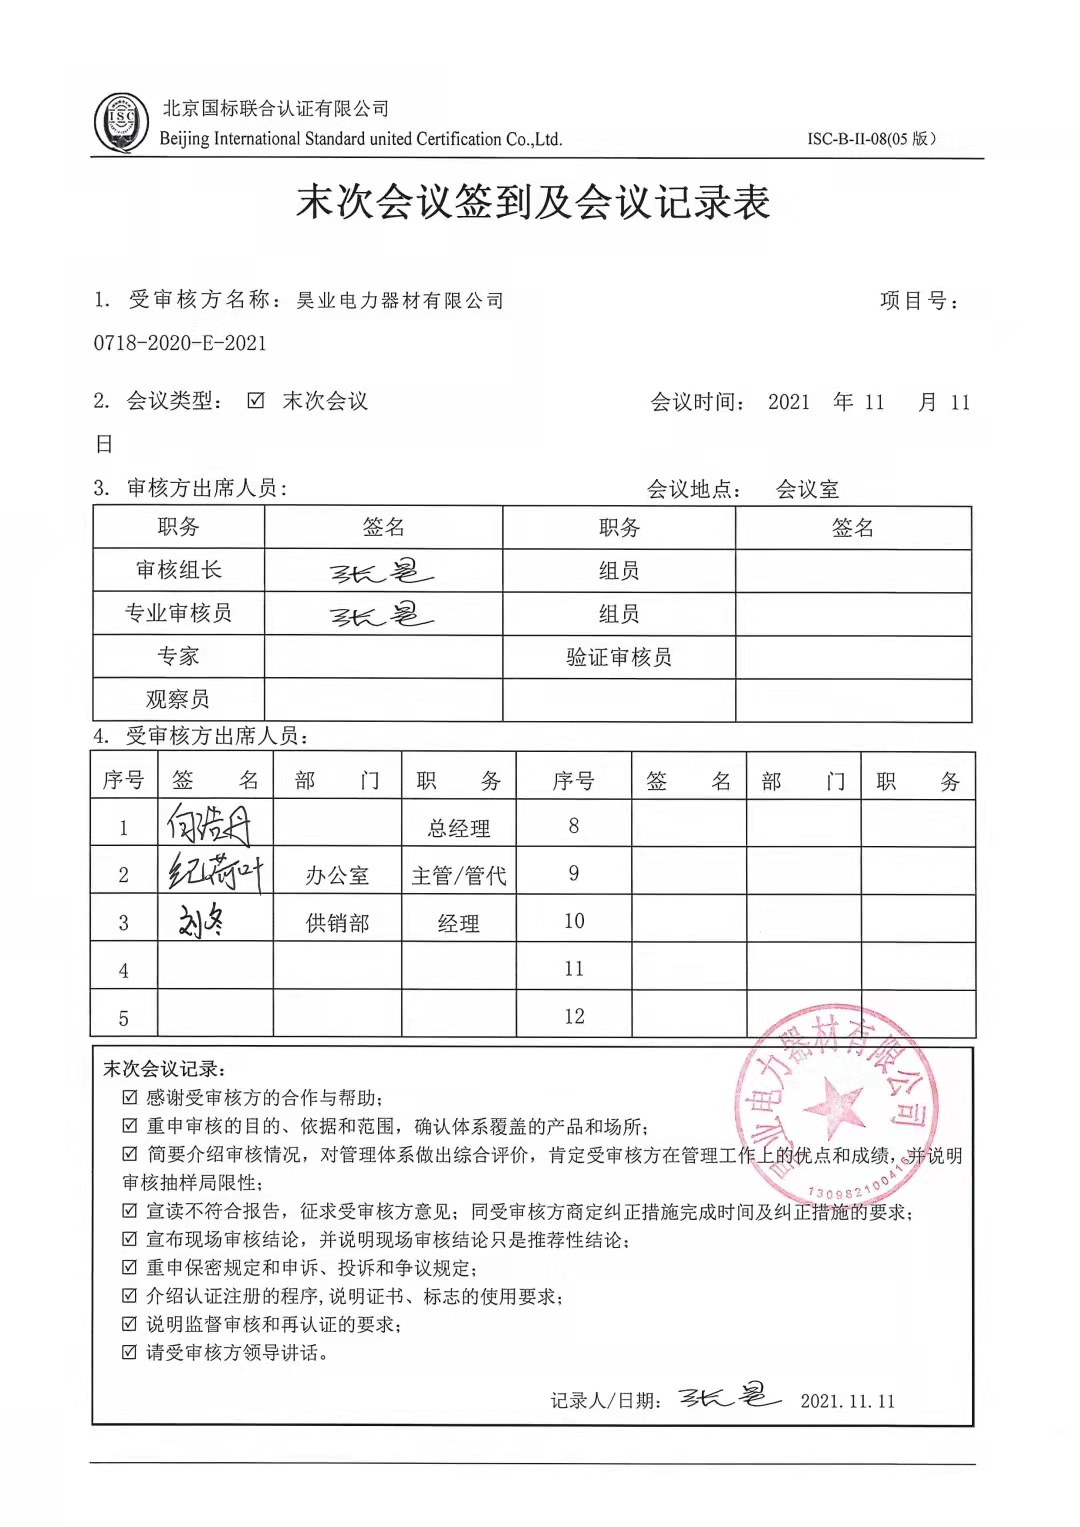 ISC
北京国标联合认证有限公司
Beijing International Standard united Certification Co.,Ltd.
ISC-B-II-08(05 版)
末次会议签到及会议记录表
1. 受审核方名称：昊业电力器材有限公司 项目号：
0718-2020-E-2021
2. 会议类型： ☑ 末次会议 会议时间： 2021 年 11 月 11
日
3. 审核方出席人员： 会议地点： 会议室
职务 签名 职务 签名
审核组长 张 组员
专业审核员 张 组员
专家 验证审核员
观察员
4. 受审核方出席人员：
序号 签 名 部 门 职 务 序号 签 名 部 门 职 务
1 向浩丹 总经理 8
2 纪荷叶 办公室 主管/管代 9
3 刘冬 供销部 经理 10
4 11
5 12
末次会议记录：
☑ 感谢受审核方的合作与帮助；
☑ 重申审核的目的、依据和范围，确认体系覆盖的产品和场所；
☑ 简要介绍审核情况，对管理体系做出综合评价，肯定受审核方在管理工作上的优点和成绩，并说明
审核抽样局限性；
☑ 宣读不符合报告，征求受审核方意见；同受审核方商定纠正措施完成时间及纠正措施的要求；
☑ 宣布现场审核结论，并说明现场审核结论只是推荐性结论；
☑ 重申保密规定和申诉、投诉和争议规定；
☑ 介绍认证注册的程序,说明证书、标志的使用要求；
☑ 说明监督审核和再认证的要求；
☑ 请受审核方领导讲话。
记录人/日期： 张 2021.11.11
昊业电力器材有限公司
1309821004164